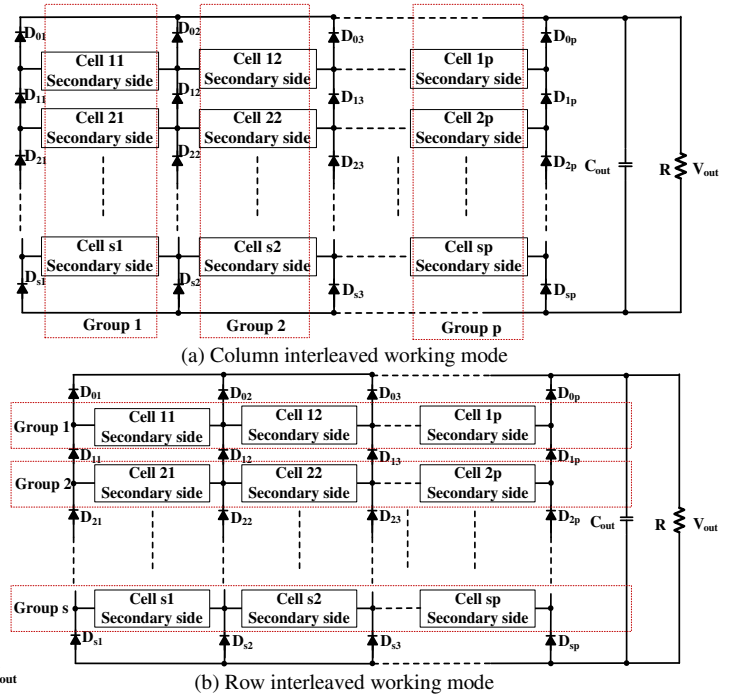 D01 D02 D03 D0p
Cell 11 Secondary side
Cell 12 Secondary side
Cell 1p Secondary side
D11 D12 D13 D1p
Cell 21 Secondary side
Cell 22 Secondary side
Cell 2p Secondary side
D21 D22 D23 D2p
Cout R Vout
Cell s1 Secondary side
Cell s2 Secondary side
Cell sp Secondary side
Ds1 Ds2 Ds3 Dsp
Group 1 Group 2 Group p
(a) Column interleaved working mode
D01 D02 D03 D0p
Group 1
Cell 11 Secondary side
Cell 12 Secondary side
Cell 1p Secondary side
D11 D12 D13 D1p
Group 2
Cell 21 Secondary side
Cell 22 Secondary side
Cell 2p Secondary side
D21 D22 D23 D2p
Cout R Vout
Group s
Cell s1 Secondary side
Cell s2 Secondary side
Cell sp Secondary side
Ds1 Ds2 Ds3 Dsp
out
(b) Row interleaved working mode